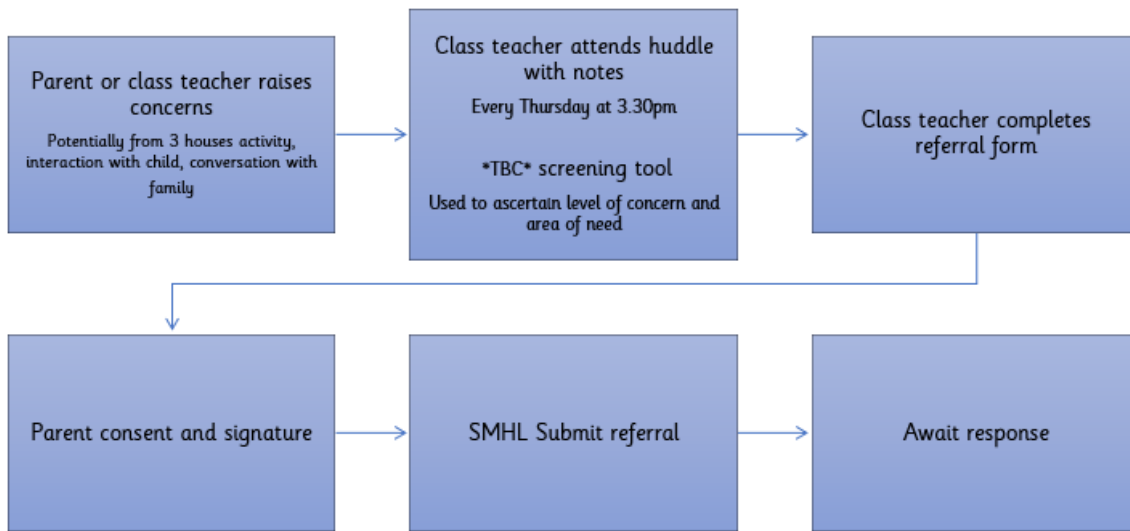 Parent or class teacher raises
concerns
Potentially from 3 houses activity,
interaction with child, conversation with
family
Class teacher attends huddle
with notes
Every Thursday at 3.30pm
*TBC* screening tool
Used to ascertain level of concern and
area of need
Class teacher completes
referral form
Parent consent and signature
SMHL Submit referral
Await response